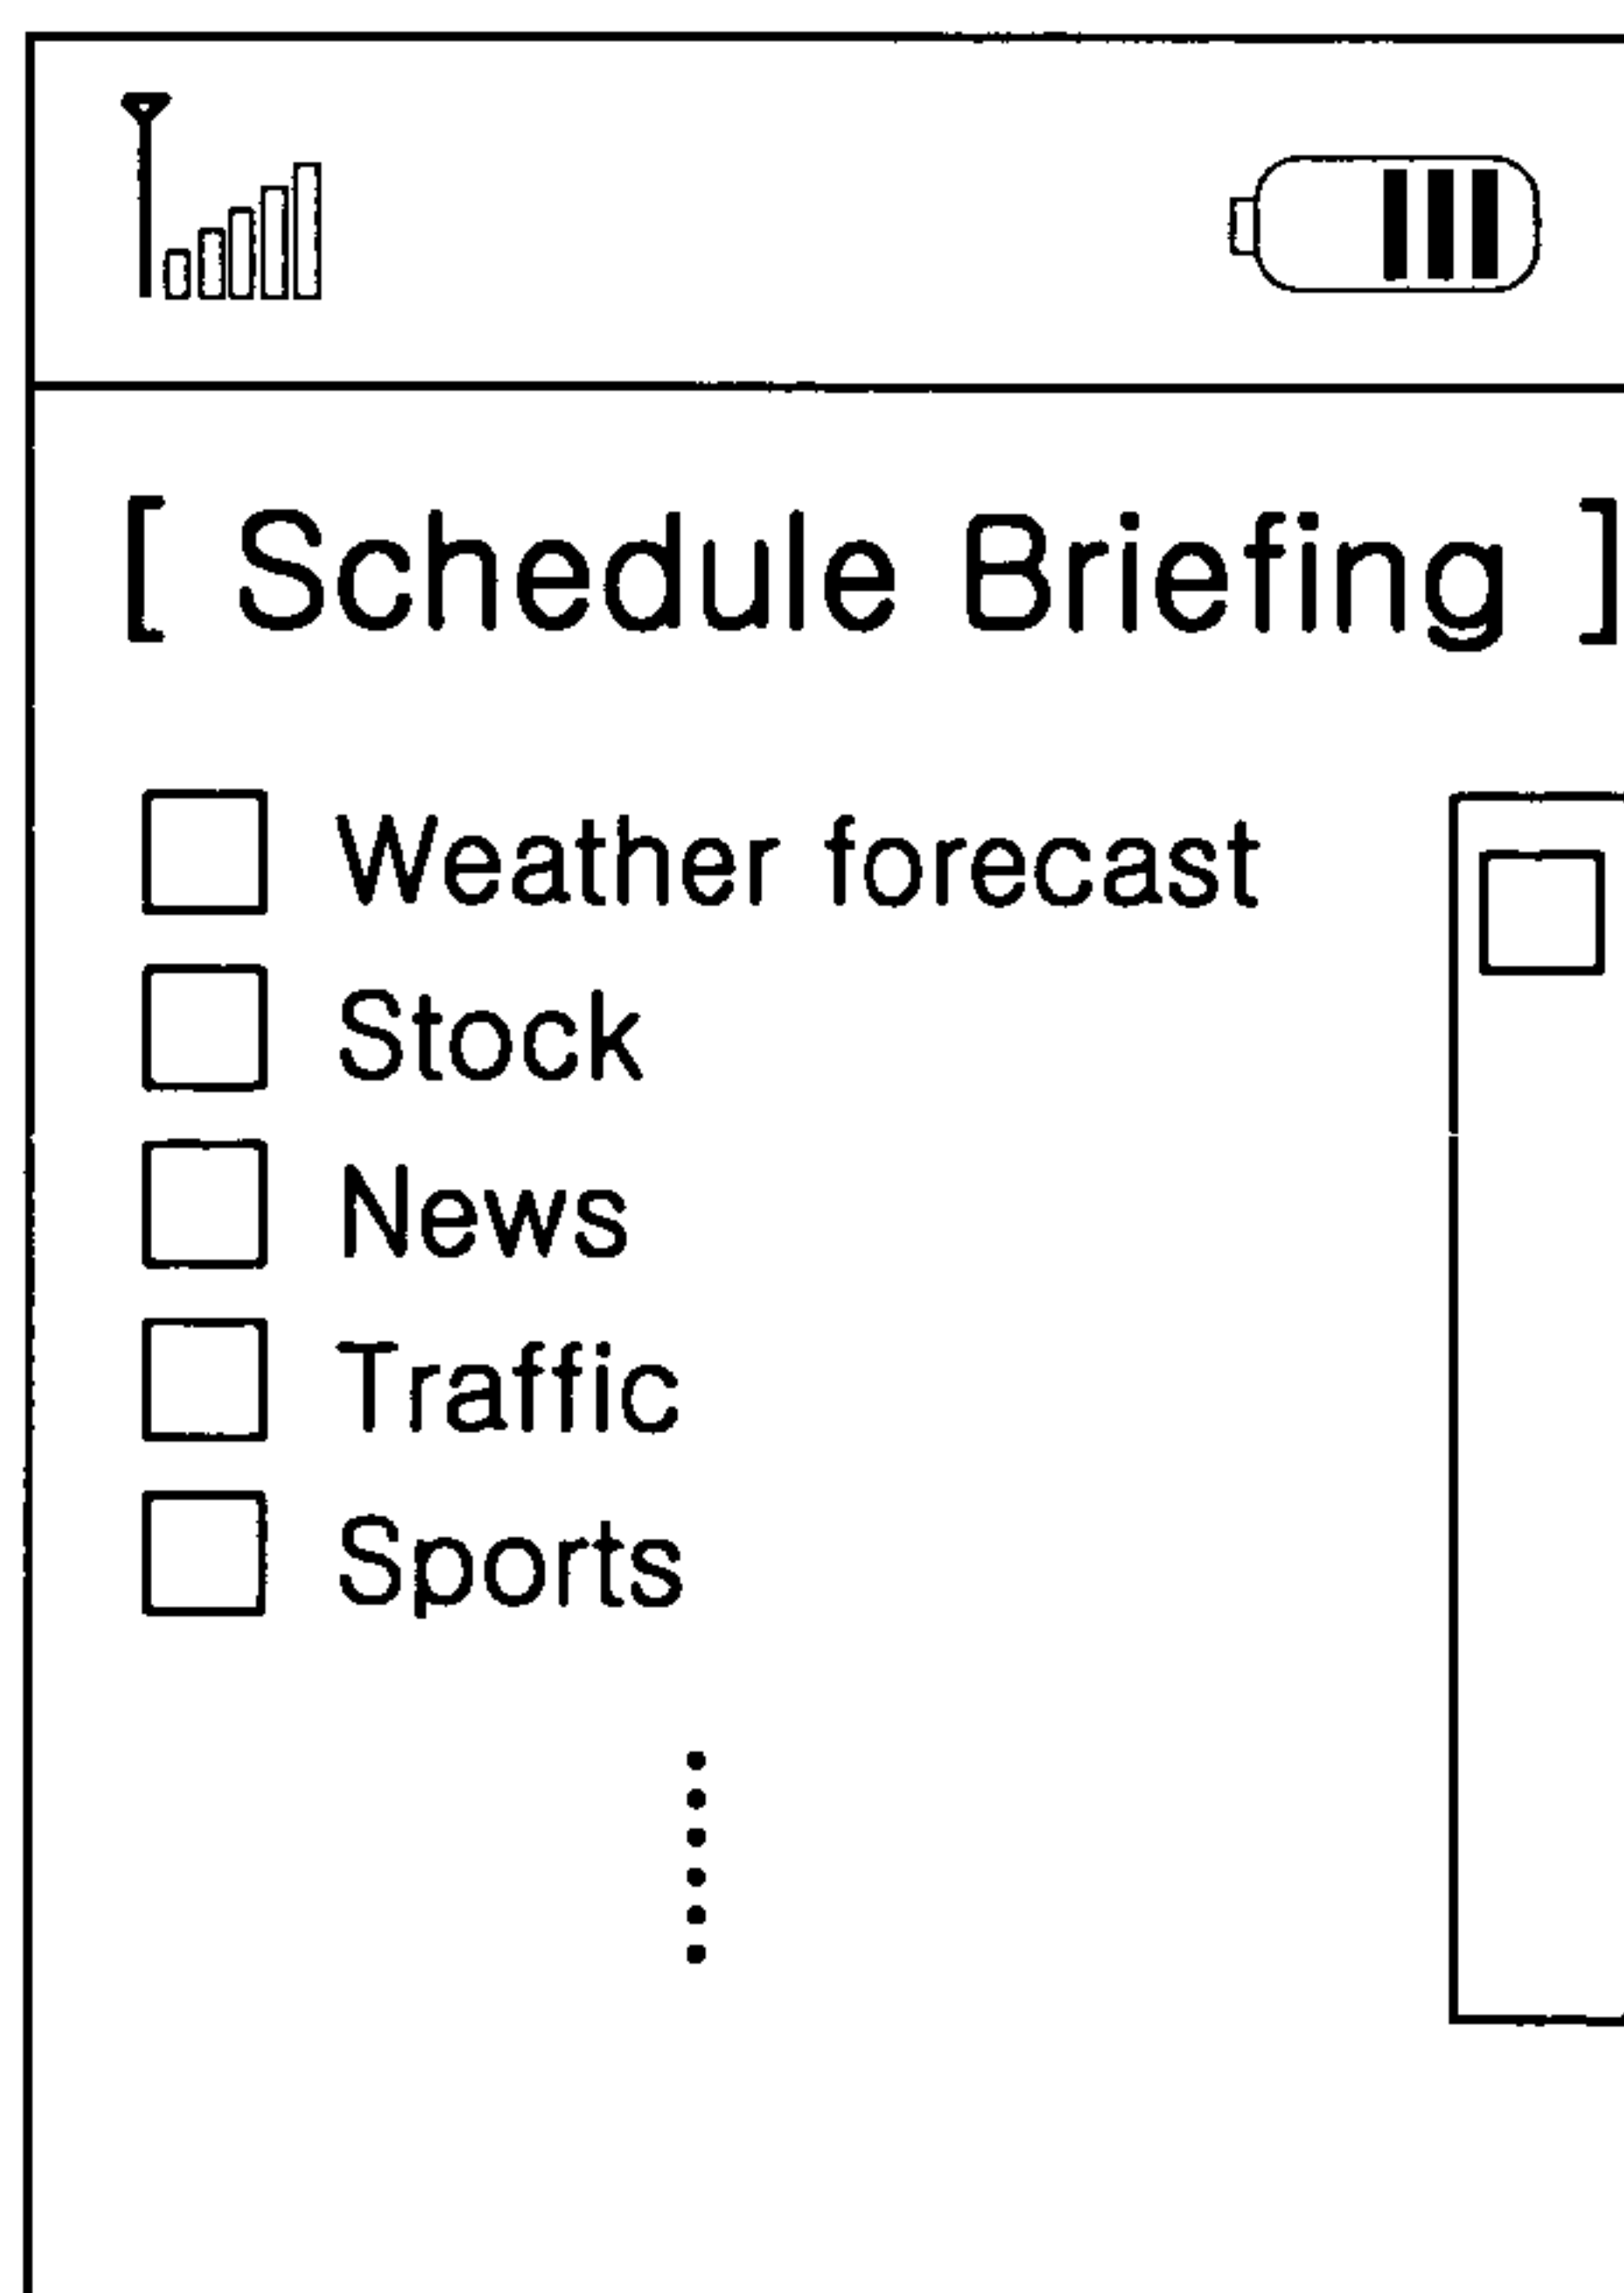 [ Schedule Briefing ]
Weather forecast
Stock
News
Traffic
Sports